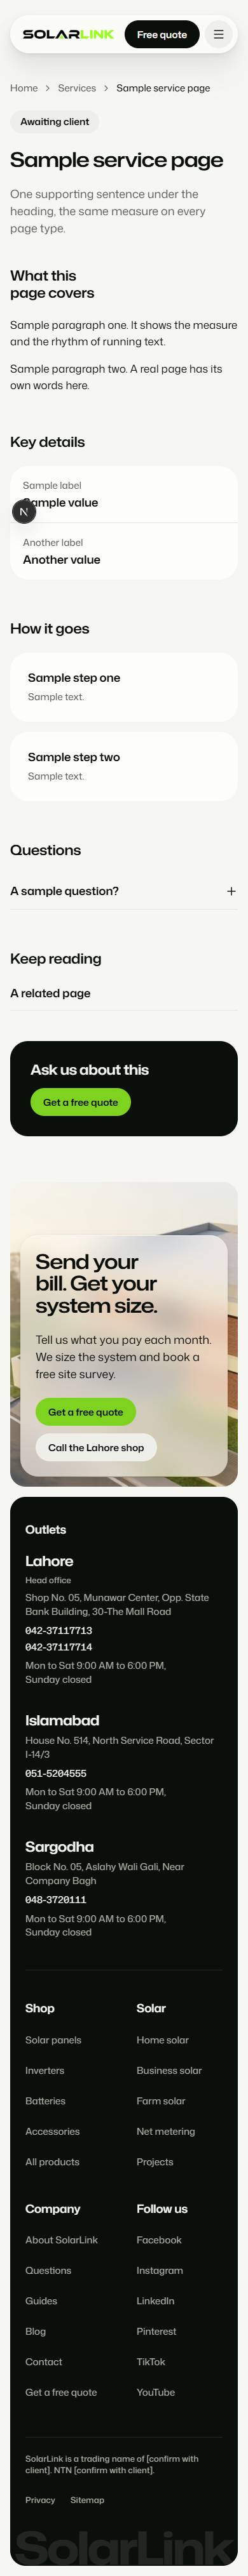 SOLARLINK
Free quote
Home > Services > Sample service page
Awaiting client
Sample service page
One supporting sentence under the
heading, the same measure on every
page type.
What this
page covers
Sample paragraph one. It shows the measure
and the rhythm of running text.
Sample paragraph two. A real page has its
own words here.
Key details
Sample label
Sample value
N
Another label
Another value
How it goes
Sample step one
Sample text.
Sample step two
Sample text.
Questions
A sample question?
Keep reading
A related page
Ask us about this
Get a free quote
Send your
bill. Get your
system size.
Tell us what you pay each month.
We size the system and book a
free site survey.
Get a free quote
Call the Lahore shop
Outlets
Lahore
Head office
Shop No. 05, Munawar Center, Opp. State
Bank Building, 30-The Mall Road
042-37117713
042-37117714
Mon to Sat 9:00 AM to 6:00 PM,
Sunday closed
Islamabad
House No. 514, North Service Road, Sector
I-14/3
051-5204555
Mon to Sat 9:00 AM to 6:00 PM,
Sunday closed
Sargodha
Block No. 05, Aslahy Wali Gali, Near
Company Bagh
048-3720111
Mon to Sat 9:00 AM to 6:00 PM,
Sunday closed
Shop
Solar panels
Inverters
Batteries
Accessories
All products
Solar
Home solar
Business solar
Farm solar
Net metering
Projects
Company
About SolarLink
Questions
Guides
Blog
Contact
Get a free quote
Follow us
Facebook
Instagram
LinkedIn
Pinterest
TikTok
YouTube
SolarLink is a trading name of [confirm with
client]. NTN [confirm with client].
Privacy Sitemap
SolarLink